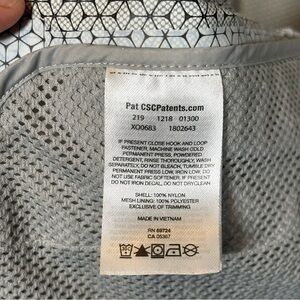 Pat CSCPatents.com
219 1218 01300
XO0683 1802643
IF PRESENT CLOSE HOOK AND LOOP
FASTENER, MACHINE WASH COLD
PERMANENT PRESS, POWDERED
DETERGENT, RINSE THOROUGHLY, WASH
SEPARATELY, DO NOT BLEACH, TUMBLE DRY
PERMANENT PRESS LOW, IRON LOW, DO
NOT USE FABRIC SOFTENER. IF PRESENT DO
NOT IRON DECAL, DO NOT DRYCLEAN
SHELL: 100% NYLON
MESH LINING: 100% POLYESTER
EXCLUSIVE OF TRIMMING
MADE IN VIETNAM
RN 69724
CA 05367